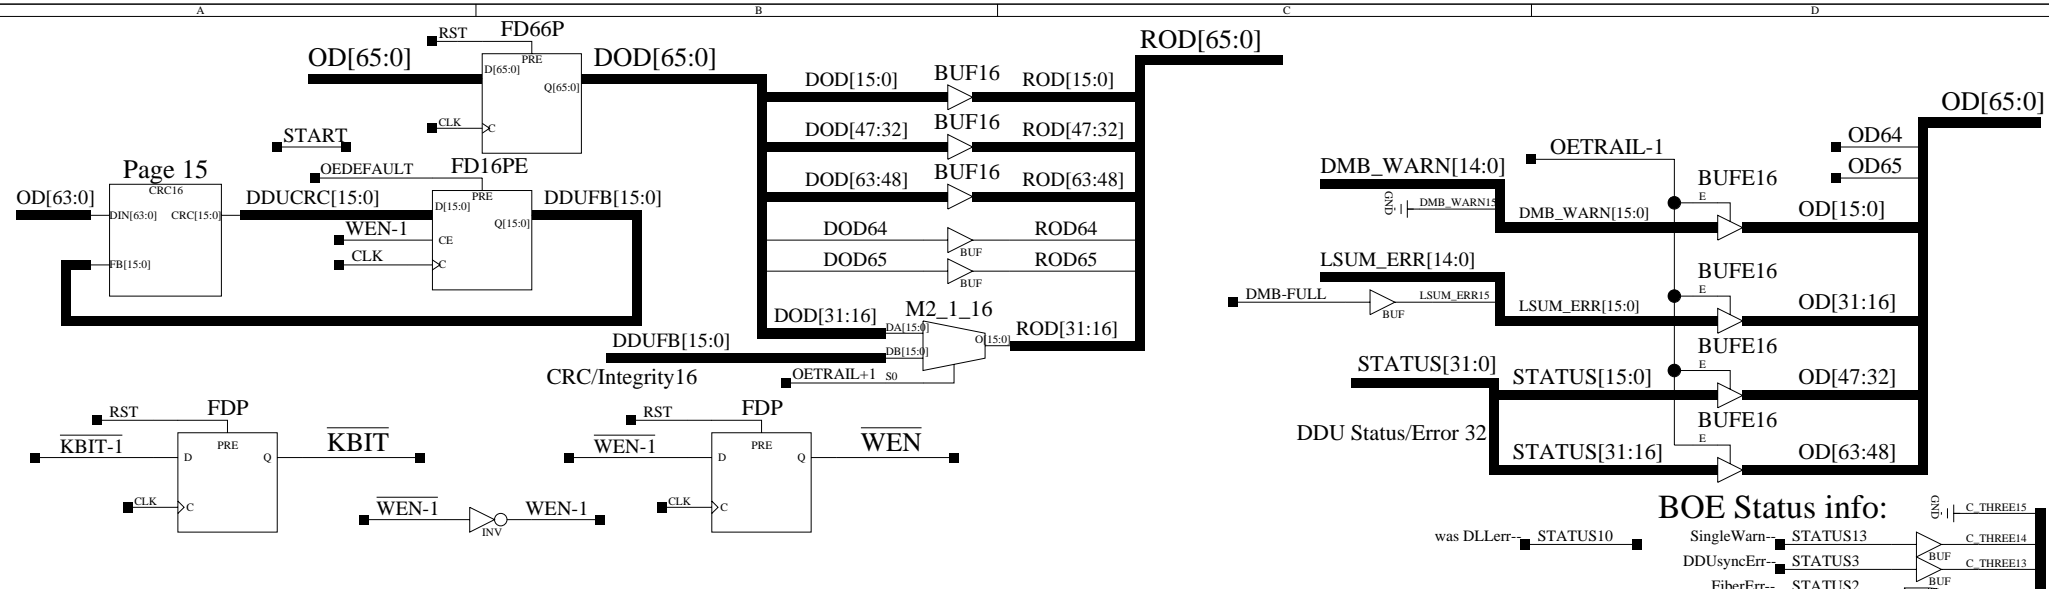 A B C D
RST FD66P
OD[65:0] PRE DOD[65:0]
D[65:0]
Q[65:0]
CLK C
START
Page 15
CRC16
OD[63:0] DIN[63:0] CRC[15:0] DDUCRC[15:0]
FB[15:0]
OEDEFAULT FD16PE
PRE
D[15:0] DDUFB[15:0]
Q[15:0]
WEN-1 CE
CLK C
ROD[65:0]
DOD[15:0] BUF16 ROD[15:0]
DOD[47:32] BUF16 ROD[47:32]
DOD[63:48] BUF16 ROD[63:48]
DOD64 BUF ROD64
DOD65 BUF ROD65
DOD[31:16] M2_1_16
DA[15:0] O[15:0] ROD[31:16]
DDUFB[15:0] DB[15:0]
CRC/Integrity16
OETRAIL+1 S0
RST FDP
KBIT-1 D PRE Q KBIT
CLK C
WEN-1 INV WEN-1
RST FDP
WEN-1 D PRE Q WEN
CLK C
OD[65:0]
OD64
OD65
OETRAIL-1
DMB_WARN[14:0] BUFE16
GND DMB_WARN15 E
DMB_WARN[15:0] OD[15:0]
LSUM_ERR[14:0] BUFE16
DMB-FULL BUF LSUM_ERR15 E
LSUM_ERR[15:0] OD[31:16]
BUFE16
STATUS[31:0] E
STATUS[15:0] OD[47:32]
BUFE16
DDU Status/Error 32 E
STATUS[31:16] OD[63:48]
BOE Status info:
GND C_THREE15
was DLLerr-- STATUS10
SingleWarn-- STATUS13 BUF C_THREE14
DDUsyncErr-- STATUS3 BUF C_THREE13
FiberErr-- STATUS2